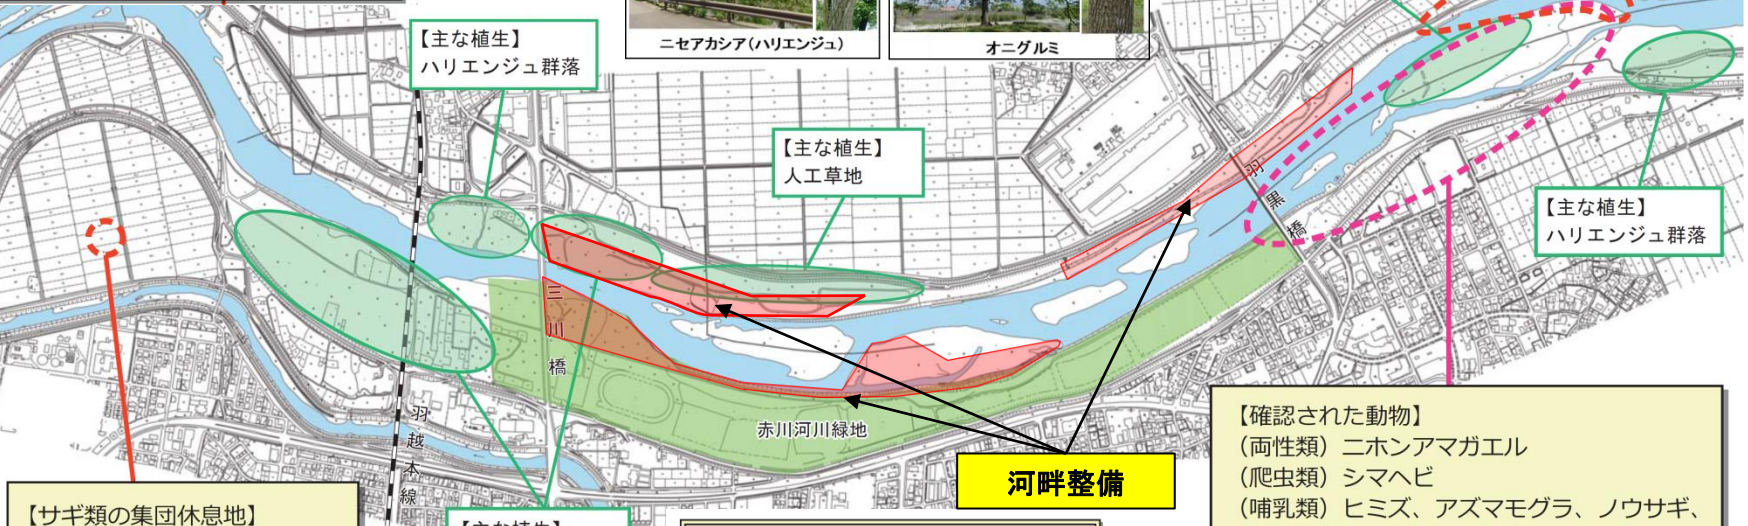 ニセアカシア（ハリエンジュ）
オニグルミ
【主な植生】
ハリエンジュ群落
【主な植生】
人工草地
羽黒橋
【主な植生】
ハリエンジュ群落
三川橋
赤川河川緑地
羽越本線
河畔整備
【確認された動物】
（両性類）ニホンアマガエル
（爬虫類）シマヘビ
（哺乳類）ヒミズ、アズマモグラ、ノウサギ、
【サギ類の集団休息地】
【主な植生】